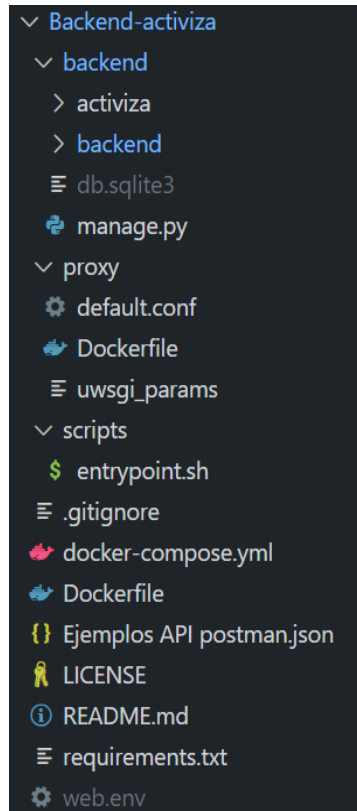 Backend-activiza
backend
activiza
backend
db.sqlite3
manage.py
proxy
default.conf
Dockerfile
uwsgi_params
scripts
$ entrypoint.sh
.gitignore
docker-compose.yml
Dockerfile
{} Ejemplos API postman.json
LICENSE
README.md
requirements.txt
web.env